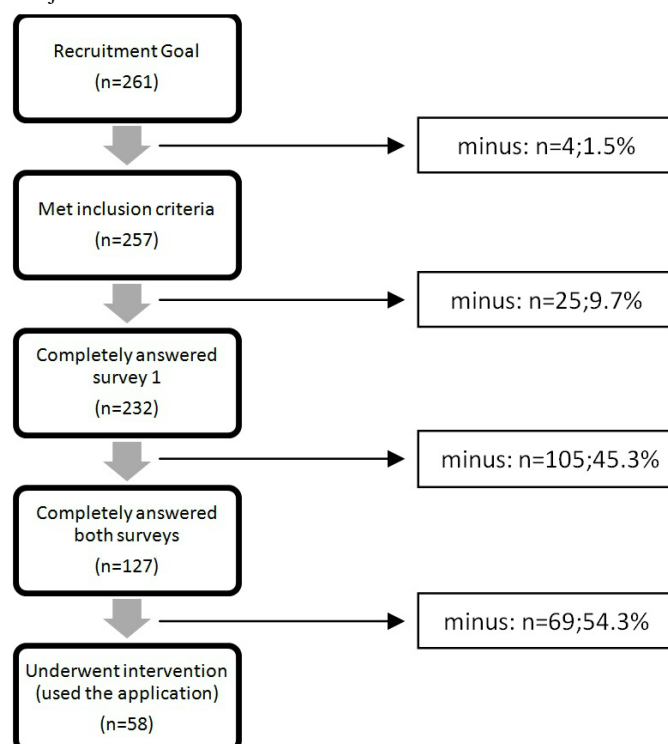 Recruitment Goal
(n=261)
minus: n=4;1.5%
Met inclusion criteria
(n=257)
minus: n=25;9.7%
Completely answered
survey 1
(n=232)
minus: n=105;45.3%
Completely answered
both surveys
(n=127)
minus: n=69;54.3%
Underwent intervention
(used the application)
(n=58)